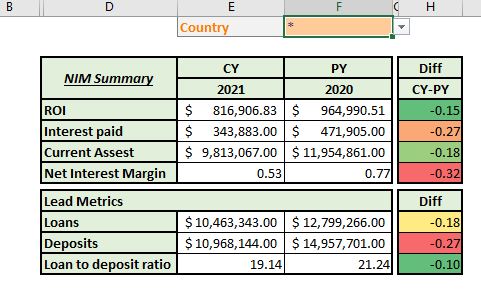 B D E F G H
Country *
NIM Summary CY PY Diff
2021 2020 CY-PY
ROI $ 816,906.83 $ 964,990.51 -0.15
Interest paid $ 343,883.00 $ 471,905.00 -0.27
Current Assest $ 9,813,067.00 $ 11,954,861.00 -0.18
Net Interest Margin 0.53 0.77 -0.32
Lead Metrics Diff
Loans $ 10,463,343.00 $ 12,799,266.00 -0.18
Deposits $ 10,968,144.00 $ 14,957,701.00 -0.27
Loan to deposit ratio 19.14 21.24 -0.10